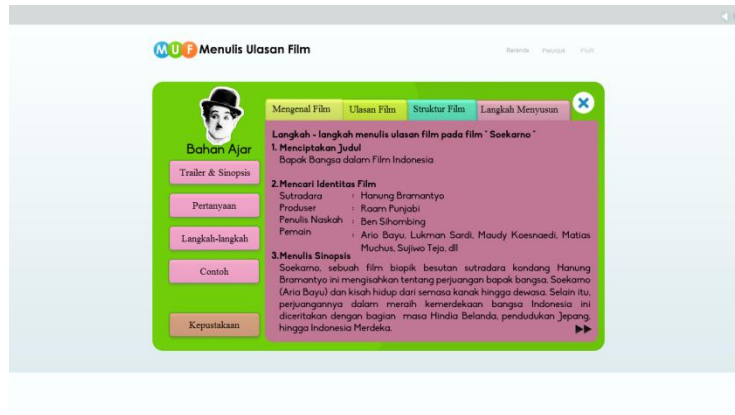 MUF Menulis Ulasan Film
Beranda
Bahan Ajar
Trailer & Sinopsis
Pertanyaan
Langkah-langkah
Contoh
Kepustakaan
Mengenal Film
Ulasan Film
Struktur Film
Langkah Menyusun
Langkah - langkah menulis ulasan film pada film " Soekarno "
1. Menciptakan Judul
Bapak Bangsa dalam Film Indonesia
2.Mencari Identitas Film
Sutradara : Hanung Bramantyo
Produser : Raam Punjabi
Penulis Naskah : Ben Sihombing
Pemain : Ario Bayu, Lukman Sardi, Maudy Koesnaedi, Matias
Muchus, Sujiwo Tejo, dll
3.Menulis Sinopsis
Soekarno, sebuah film biopik besutan sutradara kondang Hanung
Bramantyo ini mengisahkan tentang perjuangan bapak bangsa, Soekarno
(Aria Bayu) dan kisah hidup dari semasa kanak hingga dewasa. Selain itu,
perjuangannya dalam meraih kemerdekaan bangsa Indonesia ini
diceritakan dengan bagian masa Hindia Belanda, pendudukan Jepang,
hingga Indonesia Merdeka.